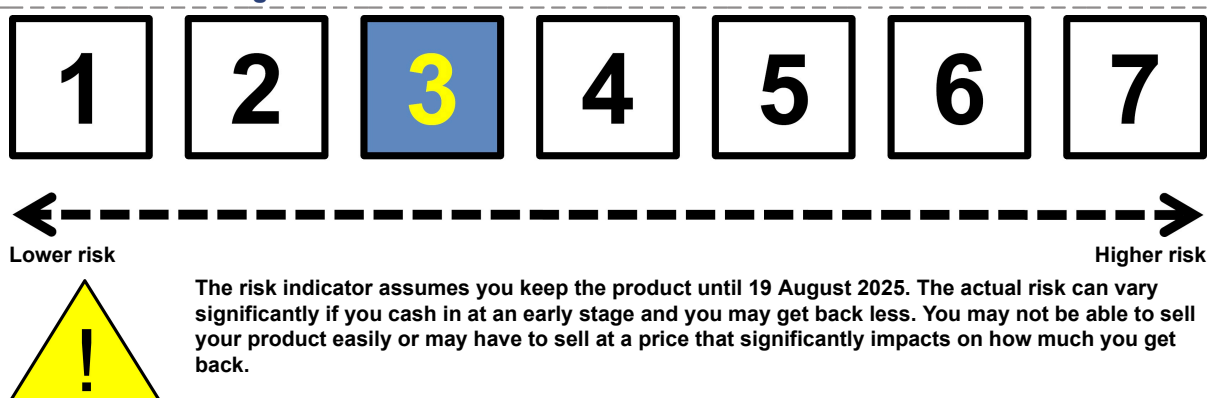 1 2 3 4 5 6 7
Lower risk Higher risk
The risk indicator assumes you keep the product until 19 August 2025. The actual risk can vary
significantly if you cash in at an early stage and you may get back less. You may not be able to sell
your product easily or may have to sell at a price that significantly impacts on how much you get
back.
!